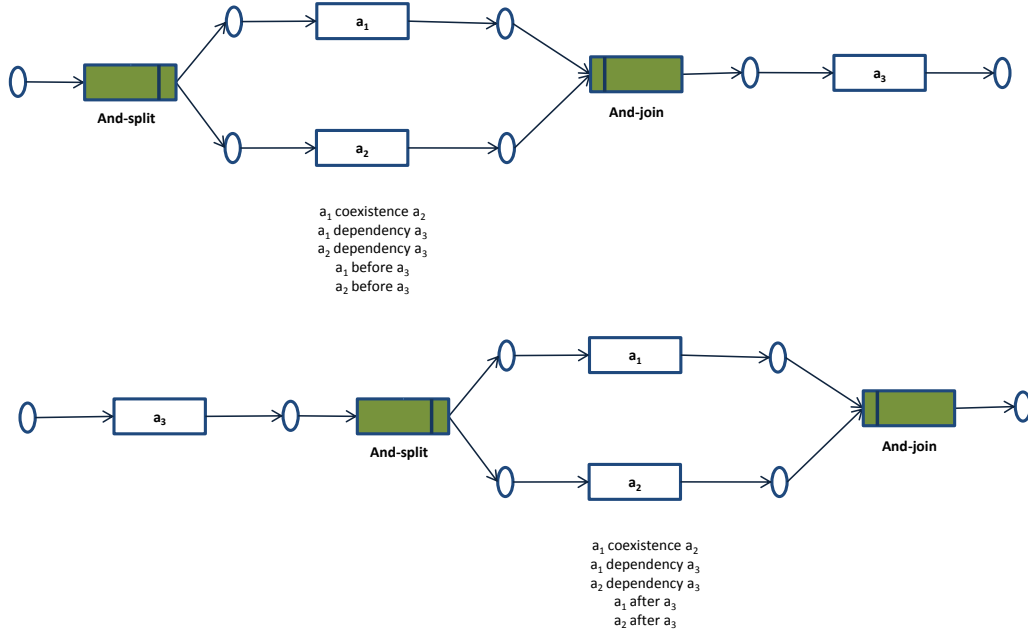 a₁
And-split
And-join
a₃
a₂
a₁ coexistence a₂
a₁ dependency a₃
a₂ dependency a₃
a₁ before a₃
a₂ before a₃
a₁
a₃
And-split
And-join
a₂
a₁ coexistence a₂
a₁ dependency a₃
a₂ dependency a₃
a₁ after a₃
a₂ after a₃